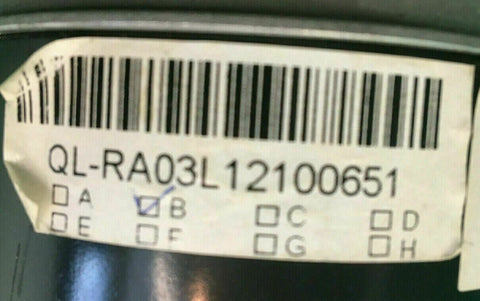 QL-RA03L12100651
☐ A ☑ B ☐ C ☐ D
☐ E ☐ F ☐ G ☐ H